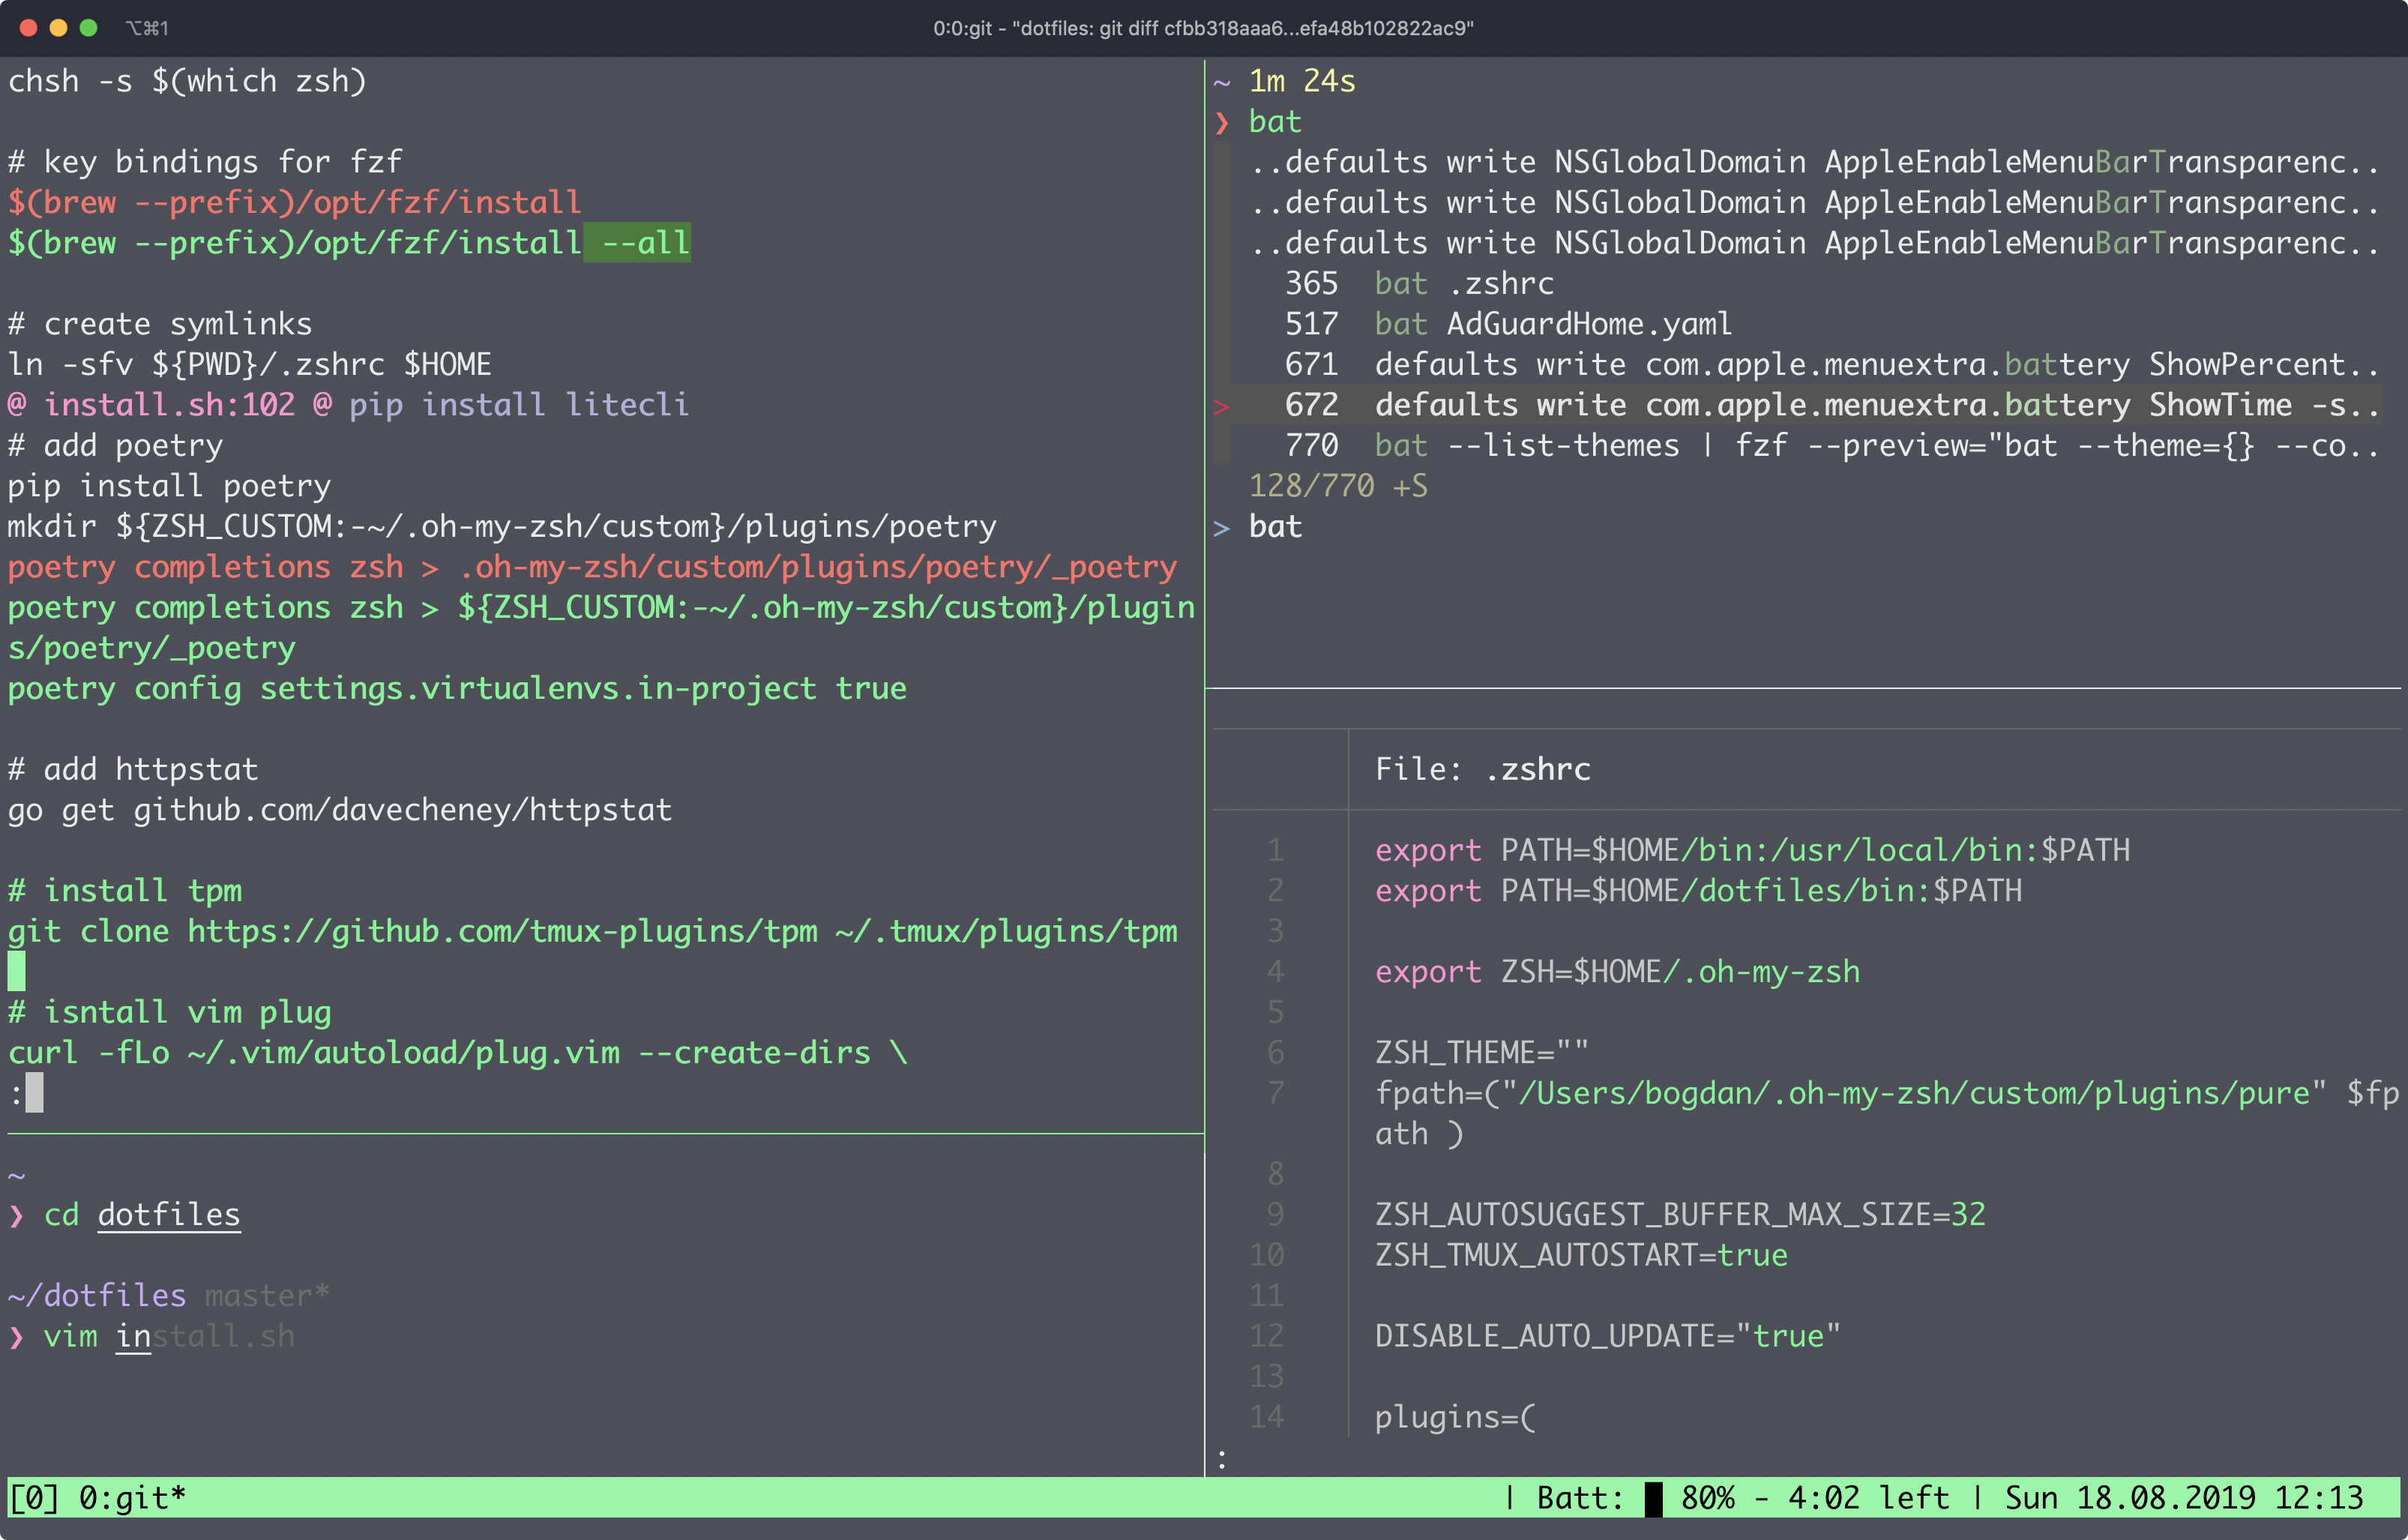 ⌥⌘1
0:0:git - "dotfiles: git diff cfbb318aaa6...efa48b102822ac9"
chsh -s $(which zsh)
# key bindings for fzf
$(brew --prefix)/opt/fzf/install
$(brew --prefix)/opt/fzf/install --all
# create symlinks
ln -sfv ${PWD}/.zshrc $HOME
@ install.sh:102 @ pip install litecli
# add poetry
pip install poetry
mkdir ${ZSH_CUSTOM:-~/.oh-my-zsh/custom}/plugins/poetry
poetry completions zsh > .oh-my-zsh/custom/plugins/poetry/_poetry
poetry completions zsh > ${ZSH_CUSTOM:-~/.oh-my-zsh/custom}/plugin
s/poetry/_poetry
poetry config settings.virtualenvs.in-project true
# add httpstat
go get github.com/davecheney/httpstat
# install tpm
git clone https://github.com/tmux-plugins/tpm ~/.tmux/plugins/tpm
# isntall vim plug
curl -fLo ~/.vim/autoload/plug.vim --create-dirs \
:
~
❯ cd dotfiles
~/dotfiles master*
❯ vim install.sh
~ 1m 24s
❯ bat
..defaults write NSGlobalDomain AppleEnableMenuBarTransparenc..
..defaults write NSGlobalDomain AppleEnableMenuBarTransparenc..
..defaults write NSGlobalDomain AppleEnableMenuBarTransparenc..
365 bat .zshrc
517 bat AdGuardHome.yaml
671 defaults write com.apple.menuextra.battery ShowPercent..
> 672 defaults write com.apple.menuextra.battery ShowTime -s..
770 bat --list-themes | fzf --preview="bat --theme={} --co..
128/770 +S
> bat
File: .zshrc
1 export PATH=$HOME/bin:/usr/local/bin:$PATH
2 export PATH=$HOME/dotfiles/bin:$PATH
3
4 export ZSH=$HOME/.oh-my-zsh
5
6 ZSH_THEME=""
7 fpath=("/Users/bogdan/.oh-my-zsh/custom/plugins/pure" $fp
ath )
8
9 ZSH_AUTOSUGGEST_BUFFER_MAX_SIZE=32
10 ZSH_TMUX_AUTOSTART=true
11
12 DISABLE_AUTO_UPDATE="true"
13
14 plugins=(
:
[0] 0:git*
| Batt: █ 80% - 4:02 left | Sun 18.08.2019 12:13